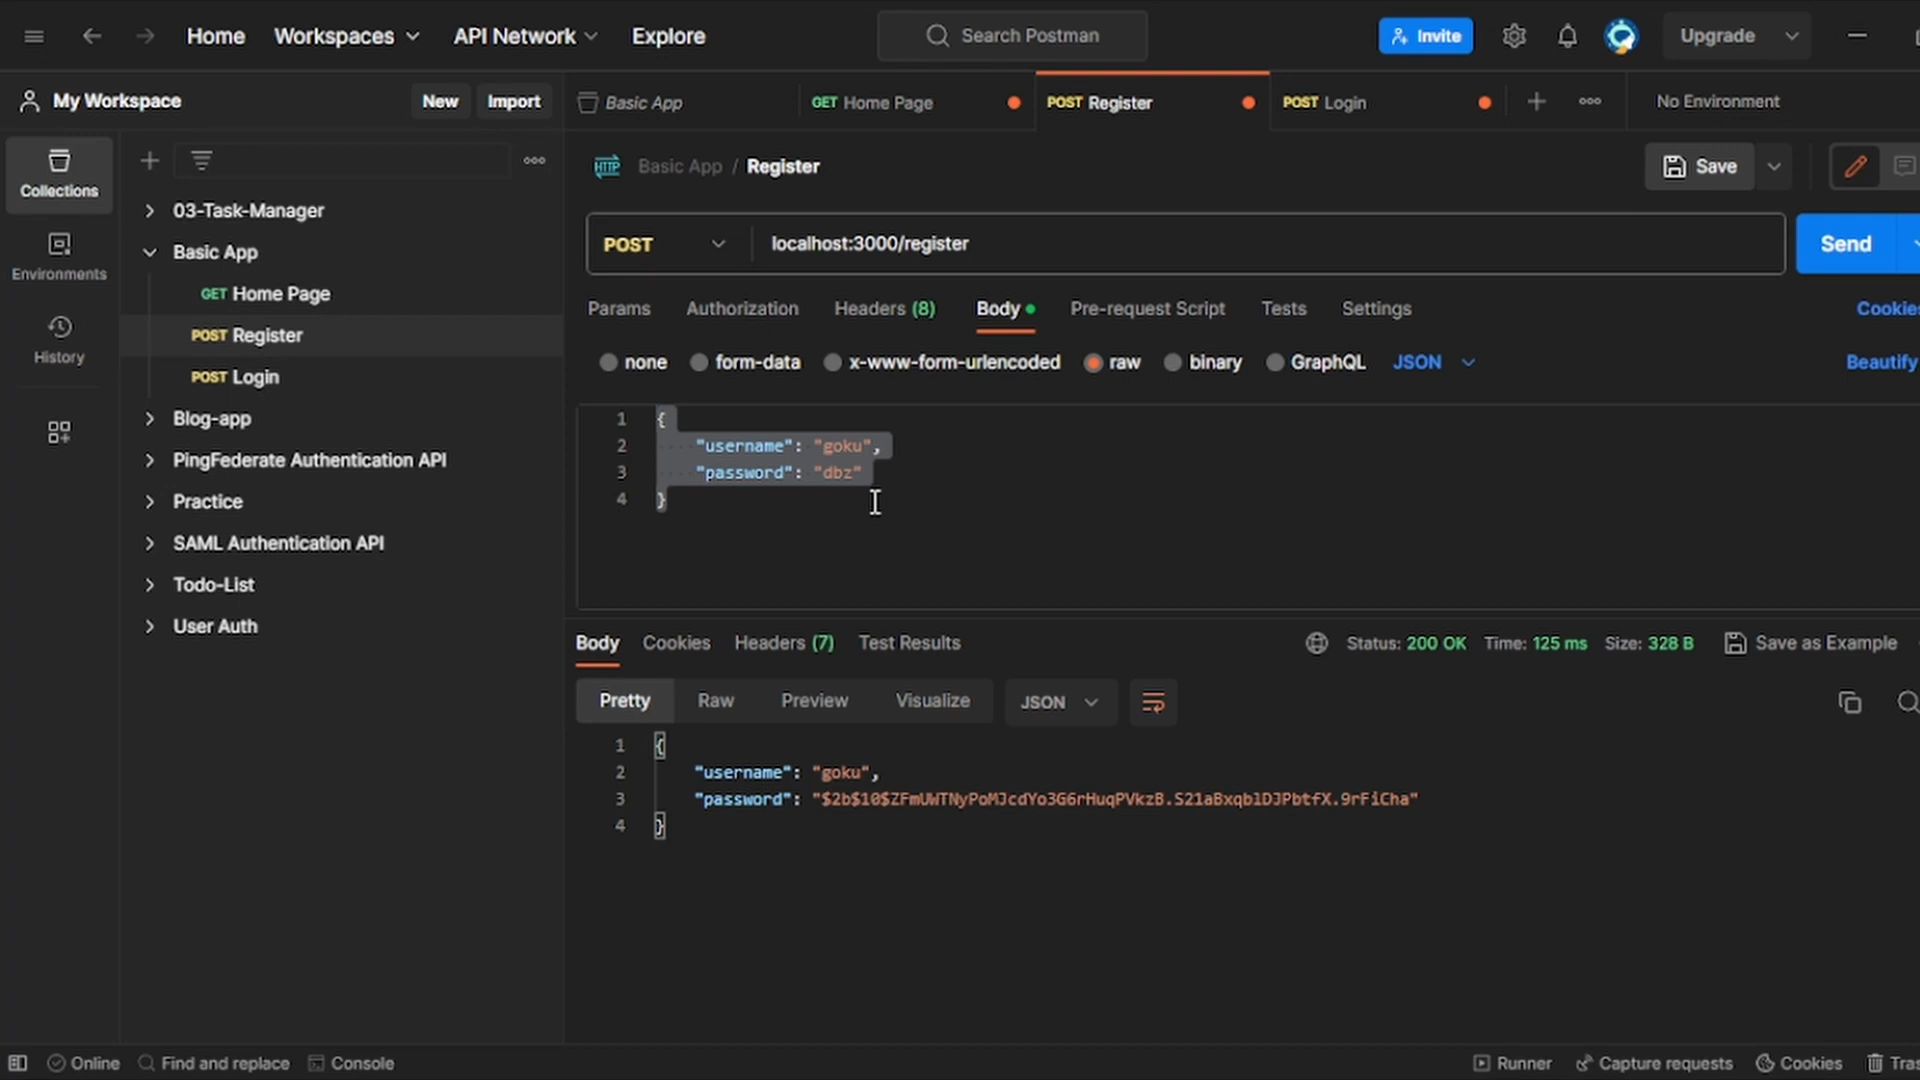 Home Workspaces API Network Explore Search Postman Invite Upgrade
My Workspace New Import Basic App GET Home Page POST Register POST Login No Environment
Collections
Environments
History
03-Task-Manager
Basic App
GET Home Page
POST Register
POST Login
Blog-app
PingFederate Authentication API
Practice
SAML Authentication API
Todo-List
User Auth
HTTP Basic App / Register Save
POST localhost:3000/register Send
Params Authorization Headers (8) Body Pre-request Script Tests Settings Cookies
none form-data x-www-form-urlencoded raw binary GraphQL JSON Beautify
1 {
2 "username": "goku",
3 "password": "dbz"
4 }
Body Cookies Headers (7) Test Results Status: 200 OK Time: 125 ms Size: 328 B Save as Example
Pretty Raw Preview Visualize JSON
1 {
2 "username": "goku",
3 "password": "$2b$10$ZFmUWTNyPoMJcdYo3G6rHuqPVkzB.S21aBxqblDJPbtfX.9rFiCha"
4 }
Online Find and replace Console Runner Capture requests Cookies Tras